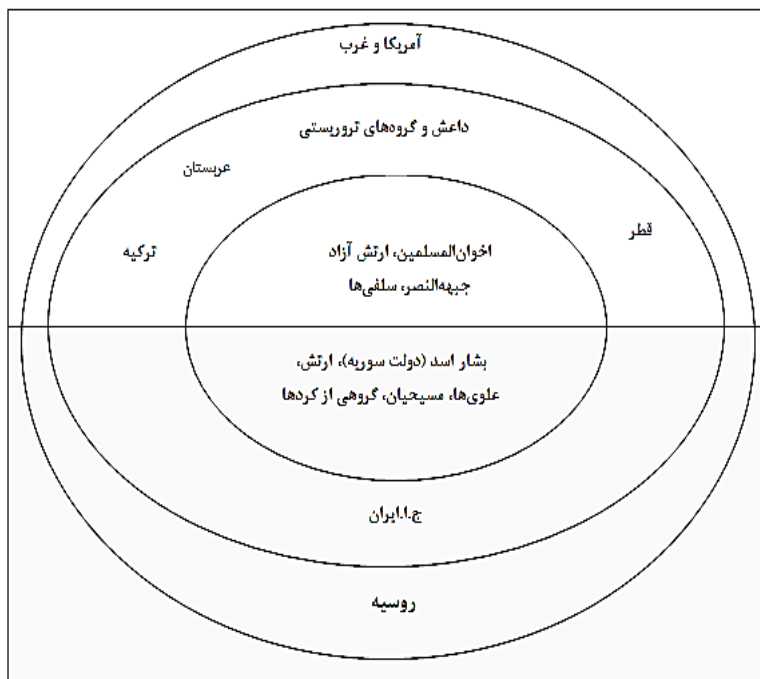 آمریکا و غرب
داعش و گروه‌های تروریستی
عربستان
قطر
ترکیه
اخوان‌المسلمین، ارتش آزاد
جبهه‌النصر، سلفی‌ها
بشار اسد (دولت سوریه)، ارتش،
علوی‌ها، مسیحیان، گروهی از کردها
ج.ا.ایران
روسیه